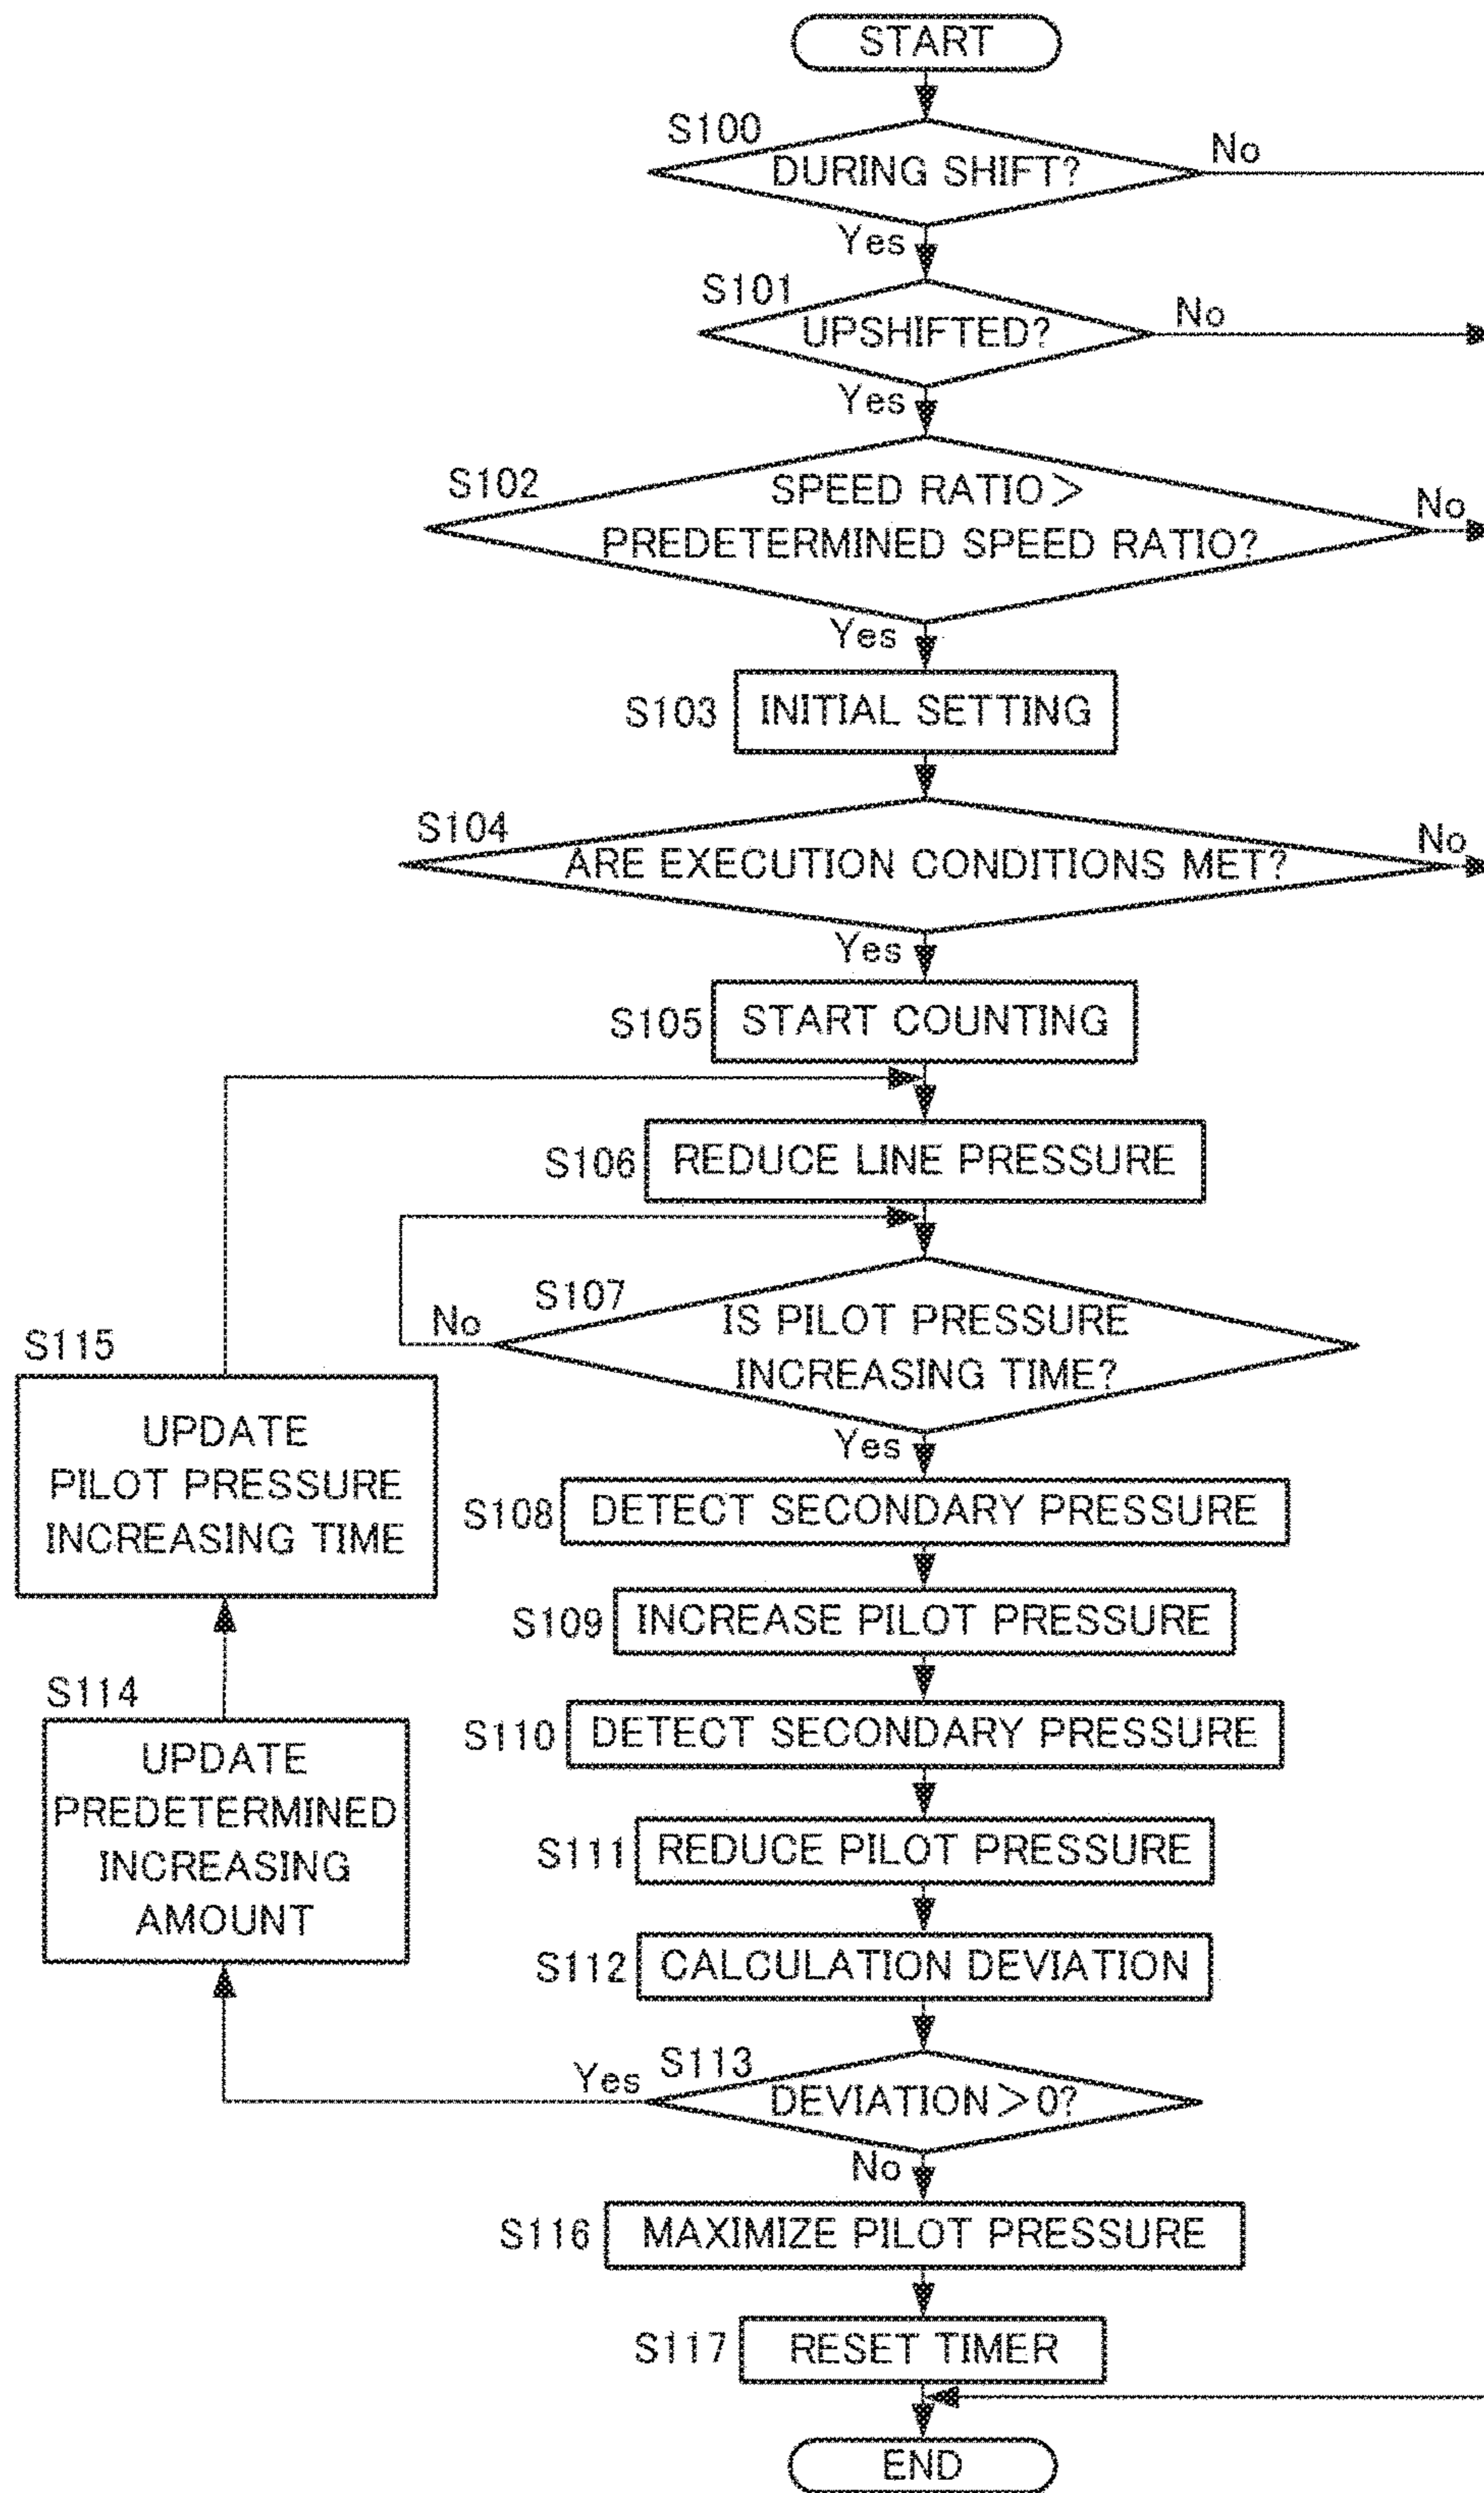 START
S100
DURING SHIFT?
No
Yes
S101
UPSHIFTED?
No
Yes
S102
SPEED RATIO>
PREDETERMINED SPEED RATIO?
No
Yes
S103
INITIAL SETTING
S104
ARE EXECUTION CONDITIONS MET?
No
Yes
S105
START COUNTING
S106
REDUCE LINE PRESSURE
S107
IS PILOT PRESSURE
INCREASING TIME?
No
Yes
S108
DETECT SECONDARY PRESSURE
S109
INCREASE PILOT PRESSURE
S110
DETECT SECONDARY PRESSURE
S111
REDUCE PILOT PRESSURE
S112
CALCULATION DEVIATION
S113
DEVIATION>0?
Yes
No
S114
UPDATE
PREDETERMINED
INCREASING
AMOUNT
S115
UPDATE
PILOT PRESSURE
INCREASING TIME
S116
MAXIMIZE PILOT PRESSURE
S117
RESET TIMER
END